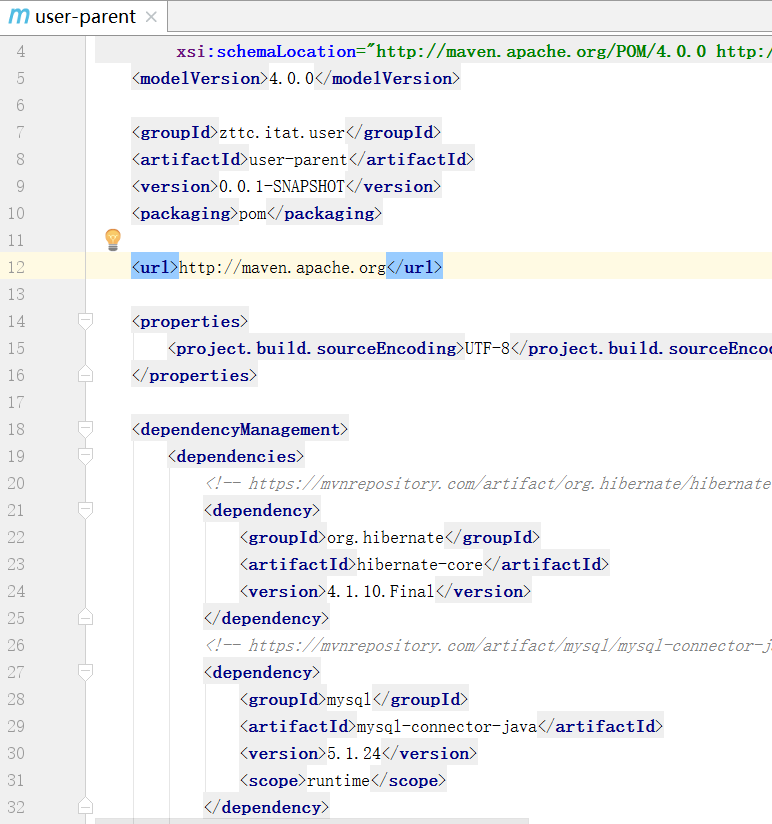 m user-parent ×
4 xsi:schemaLocation="http://maven.apache.org/POM/4.0.0 http:/
5 <modelVersion>4.0.0</modelVersion>
6
7 <groupId>zttc.itat.user</groupId>
8 <artifactId>user-parent</artifactId>
9 <version>0.0.1-SNAPSHOT</version>
10 <packaging>pom</packaging>
11
12 <url>http://maven.apache.org</url>
13
14 <properties>
15 <project.build.sourceEncoding>UTF-8</project.build.sourceEncod
16 </properties>
17
18 <dependencyManagement>
19 <dependencies>
20 <!-- https://mvnrepository.com/artifact/org.hibernate/hibernate
21 <dependency>
22 <groupId>org.hibernate</groupId>
23 <artifactId>hibernate-core</artifactId>
24 <version>4.1.10.Final</version>
25 </dependency>
26 <!-- https://mvnrepository.com/artifact/mysql/mysql-connector-j
27 <dependency>
28 <groupId>mysql</groupId>
29 <artifactId>mysql-connector-java</artifactId>
30 <version>5.1.24</version>
31 <scope>runtime</scope>
32 </dependency>